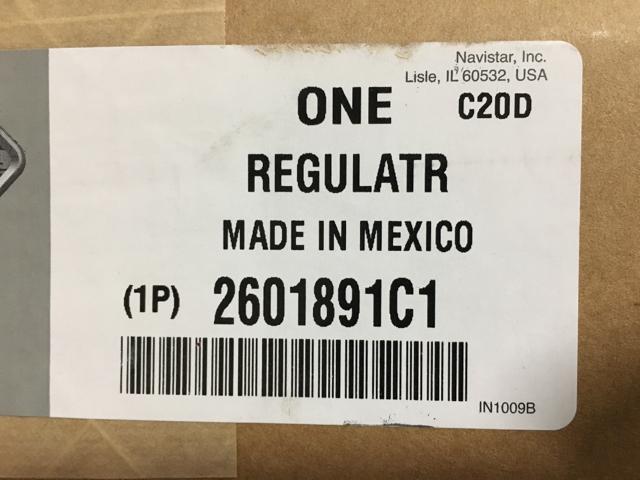 Navistar, Inc.
Lisle, IL 60532, USA
ONE C20D
REGULATR
MADE IN MEXICO
(1P) 2601891C1
IN1009B